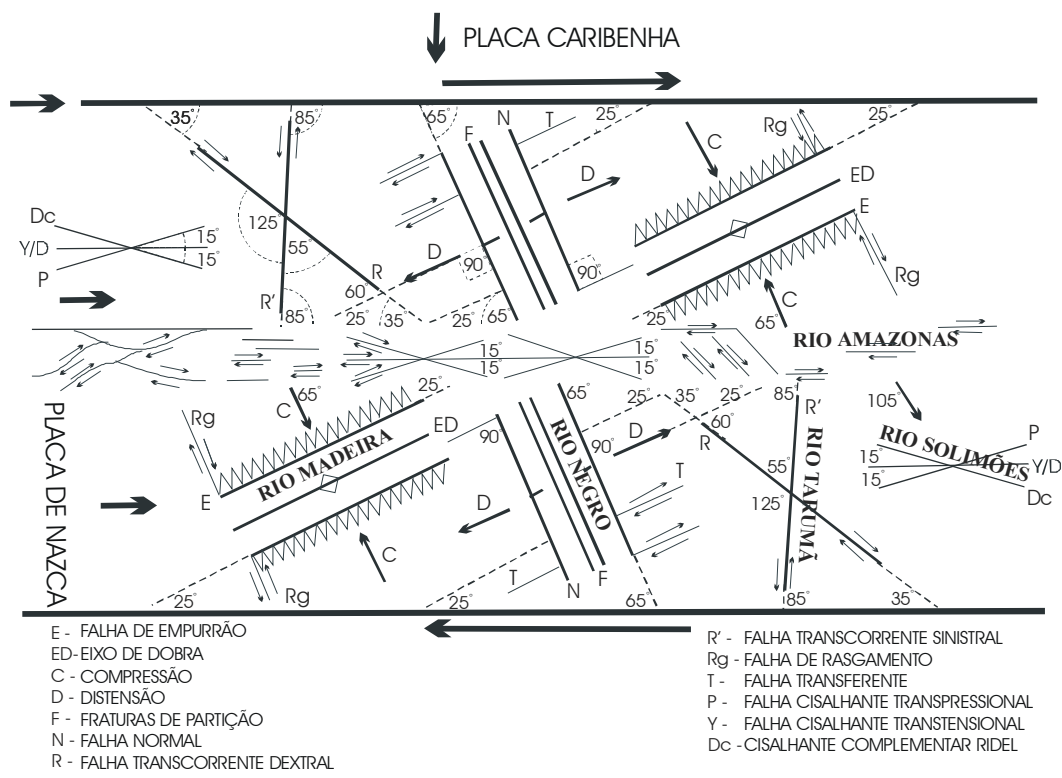 PLACA CARIBENHA
35° 85° 65° N T 25° Rg 25°
F C
D ED
E
Dc 125° 15°
Y/D 55° 15°
P R D 90° 90° Rg
60° C
R' 85° 25° 35° 25° 65° 25° 65°
RIO AMAZONAS
15° 15°
15° 15°
65° 25° 65° 25° 35° 25° 85° 105°
C 60°
Rg ED 90° 90° D R R' P
RIO MADEIRA
RIO NEGRO
RIO TARUMÃ
RIO SOLIMÕES
15° Y/D
15° Dc
E D T 55°
125°
C
Rg T N F
25° 25° 65° 85° 35°
PLACA DE NAZCA
E - FALHA DE EMPURRÃO
ED-EIXO DE DOBRA
C - COMPRESSÃO
D - DISTENSÃO
F - FRATURAS DE PARTIÇÃO
N - FALHA NORMAL
R - FALHA TRANSCORRENTE DEXTRAL
R' - FALHA TRANSCORRENTE SINISTRAL
Rg - FALHA DE RASGAMENTO
T - FALHA TRANSFERENTE
P - FALHA CISALHANTE TRANSPRESSIONAL
Y - FALHA CISALHANTE TRANSTENSIONAL
Dc - CISALHANTE COMPLEMENTAR RIDEL